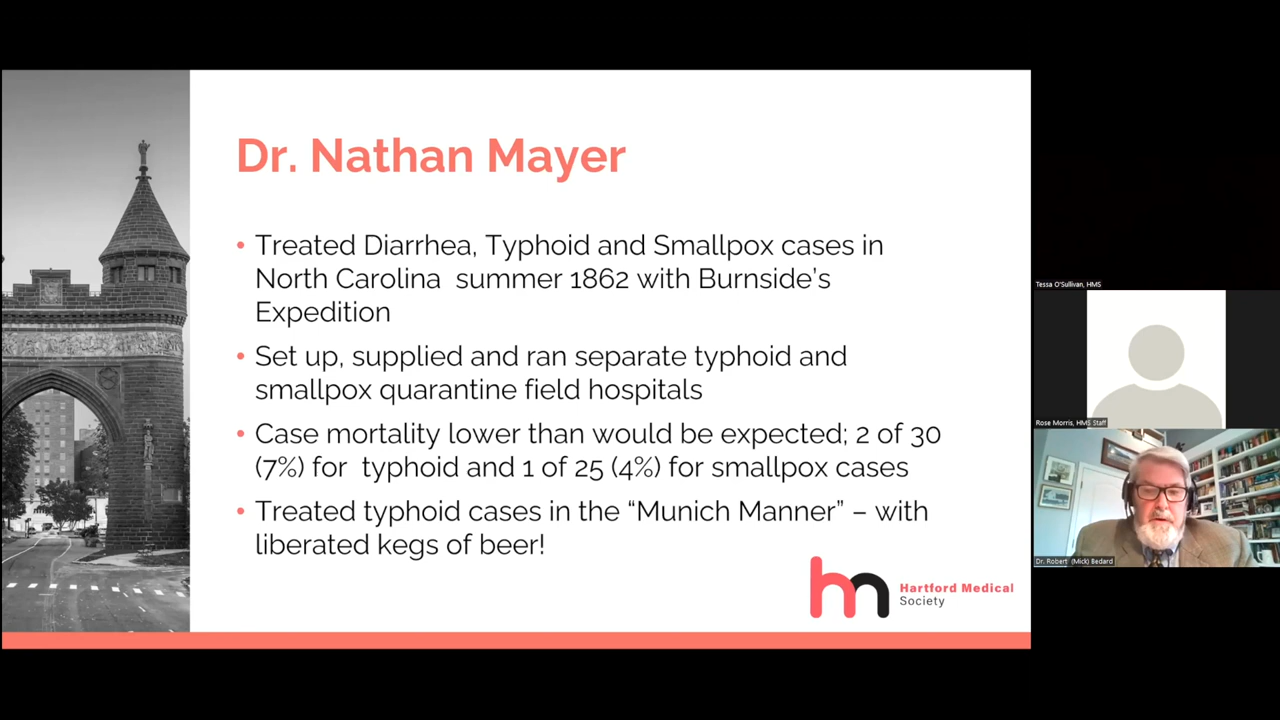 Dr. Nathan Mayer
• Treated Diarrhea, Typhoid and Smallpox cases in
North Carolina summer 1862 with Burnside's
Expedition
• Set up, supplied and ran separate typhoid and
smallpox quarantine field hospitals
• Case mortality lower than would be expected; 2 of 30
(7%) for typhoid and 1 of 25 (4%) for smallpox cases
• Treated typhoid cases in the “Munich Manner” – with
liberated kegs of beer!
hm
Hartford Medical
Society
Tessa O'Sullivan, HMS
Rose Morris, HMS Staff
Dr. Robert (Mick) Bedard